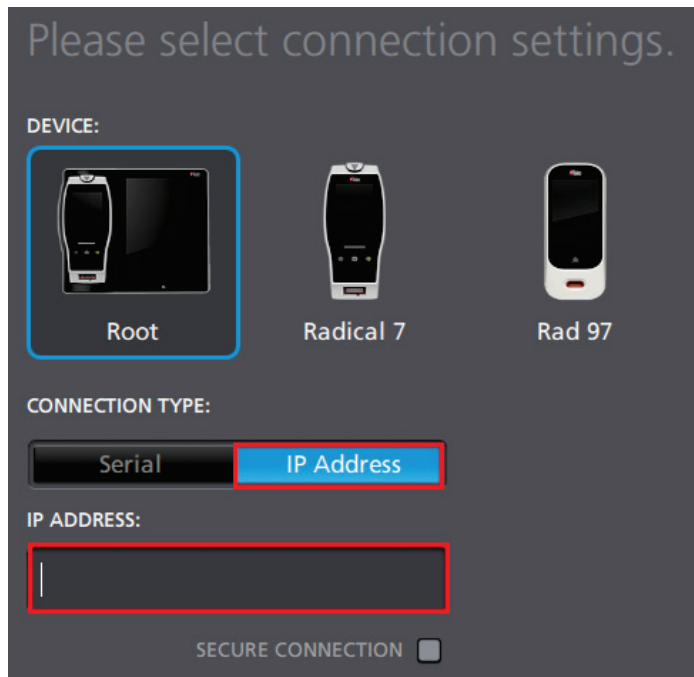 Please select connection settings.
DEVICE:
Root
Radical 7
Rad 97
CONNECTION TYPE:
Serial
IP Address
IP ADDRESS:
SECURE CONNECTION